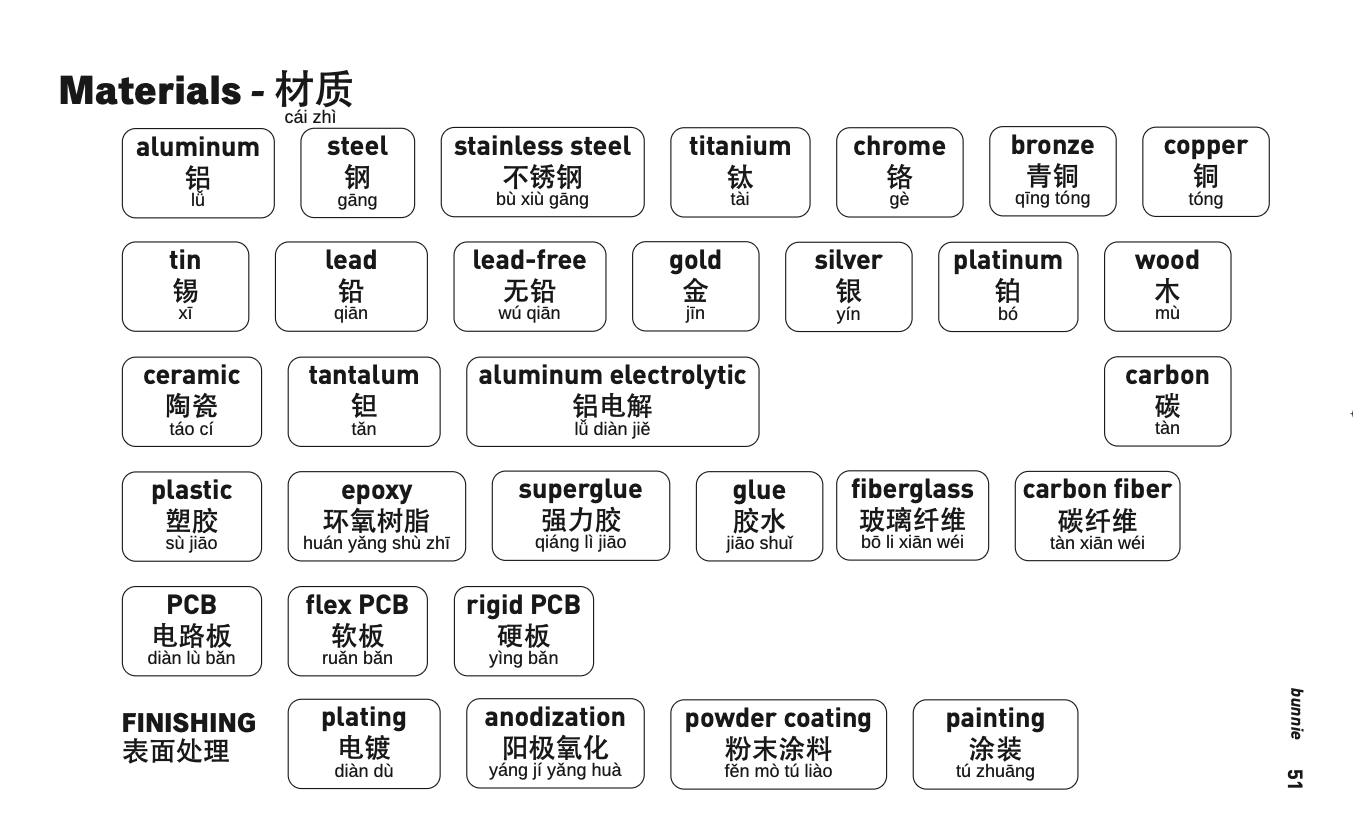 Materials - 材质
cái zhì
aluminum
铝
lǚ
steel
钢
gāng
stainless steel
不锈钢
bù xiù gāng
titanium
钛
tài
chrome
铬
gè
bronze
青铜
qīng tóng
copper
铜
tóng
tin
锡
xī
lead
铅
qiān
lead-free
无铅
wú qiān
gold
金
jīn
silver
银
yín
platinum
铂
bó
wood
木
mù
ceramic
陶瓷
táo cí
tantalum
钽
tǎn
aluminum electrolytic
铝电解
lǚ diàn jiě
carbon
碳
tàn
plastic
塑胶
sù jiāo
epoxy
环氧树脂
huán yǎng shù zhī
superglue
强力胶
qiáng lì jiāo
glue
胶水
jiāo shuǐ
fiberglass
玻璃纤维
bō li xiān wéi
carbon fiber
碳纤维
tàn xiān wéi
PCB
电路板
diàn lù bǎn
flex PCB
软板
ruǎn bǎn
rigid PCB
硬板
yìng bǎn
FINISHING
表面处理
plating
电镀
diàn dù
anodization
阳极氧化
yáng jí yǎng huà
powder coating
粉末涂料
fěn mò tú liào
painting
涂装
tú zhuāng
bunnie 51